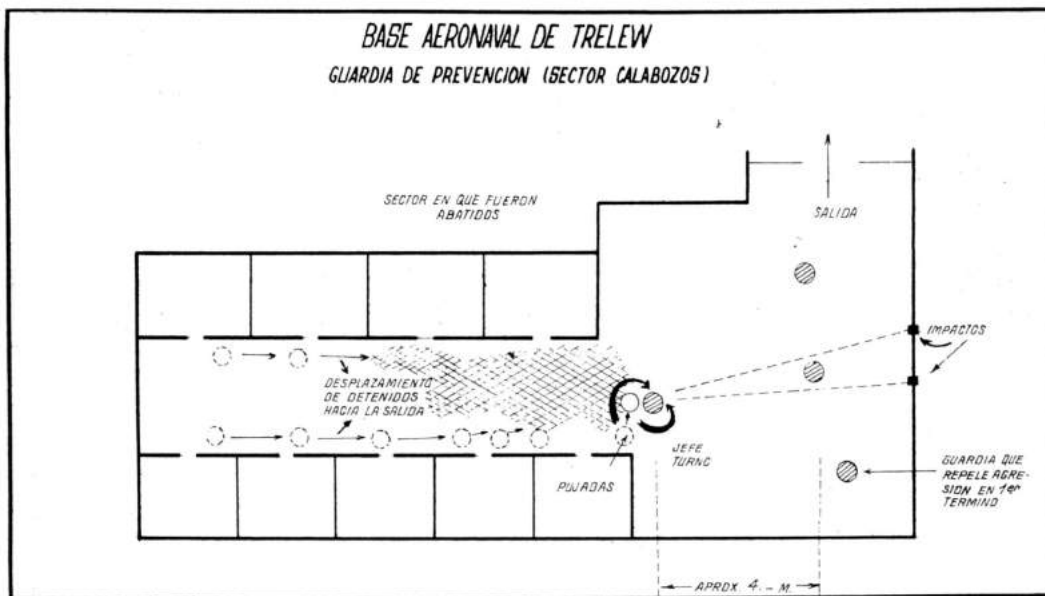 BASE AERONAVAL DE TRELEW
GUARDIA DE PREVENCION (SECTOR CALABOZOS)
SECTOR EN QUE FUERON
ABATIDOS
SALIDA
IMPACTOS
DESPLAZAMIENTO
DE DETENIDOS
HACIA LA SALIDA
JEFE
TURNO
PUJADAS
GUARDIA QUE
REPELE AGRE-
SION EN 1er
TERMINO
APROX. 4.- M.